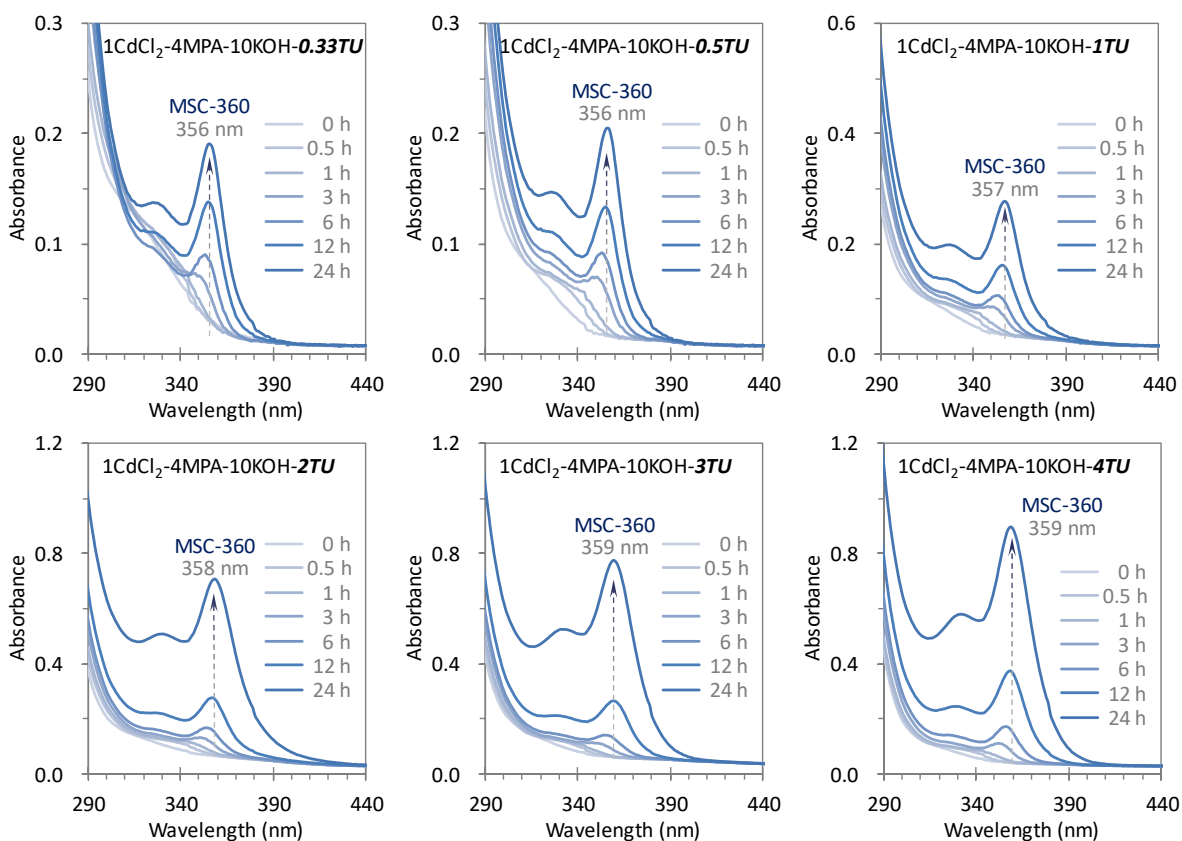 1CdCl₂-4MPA-10KOH-0.33TU
MSC-360
356 nm
0 h
0.5 h
1 h
3 h
6 h
12 h
24 h
Absorbance
0.3
0.2
0.1
0.0
290
340
390
440
Wavelength (nm)
1CdCl₂-4MPA-10KOH-0.5TU
MSC-360
356 nm
0 h
0.5 h
1 h
3 h
6 h
12 h
24 h
Absorbance
0.3
0.2
0.1
0.0
290
340
390
440
Wavelength (nm)
1CdCl₂-4MPA-10KOH-1TU
MSC-360
357 nm
0 h
0.5 h
1 h
3 h
6 h
12 h
24 h
Absorbance
0.6
0.4
0.2
0.0
290
340
390
440
Wavelength (nm)
1CdCl₂-4MPA-10KOH-2TU
MSC-360
358 nm
0 h
0.5 h
1 h
3 h
6 h
12 h
24 h
Absorbance
1.2
0.8
0.4
0.0
290
340
390
440
Wavelength (nm)
1CdCl₂-4MPA-10KOH-3TU
MSC-360
359 nm
0 h
0.5 h
1 h
3 h
6 h
12 h
24 h
Absorbance
1.2
0.8
0.4
0.0
290
340
390
440
Wavelength (nm)
1CdCl₂-4MPA-10KOH-4TU
MSC-360
359 nm
0 h
0.5 h
1 h
3 h
6 h
12 h
24 h
Absorbance
1.2
0.8
0.4
0.0
290
340
390
440
Wavelength (nm)